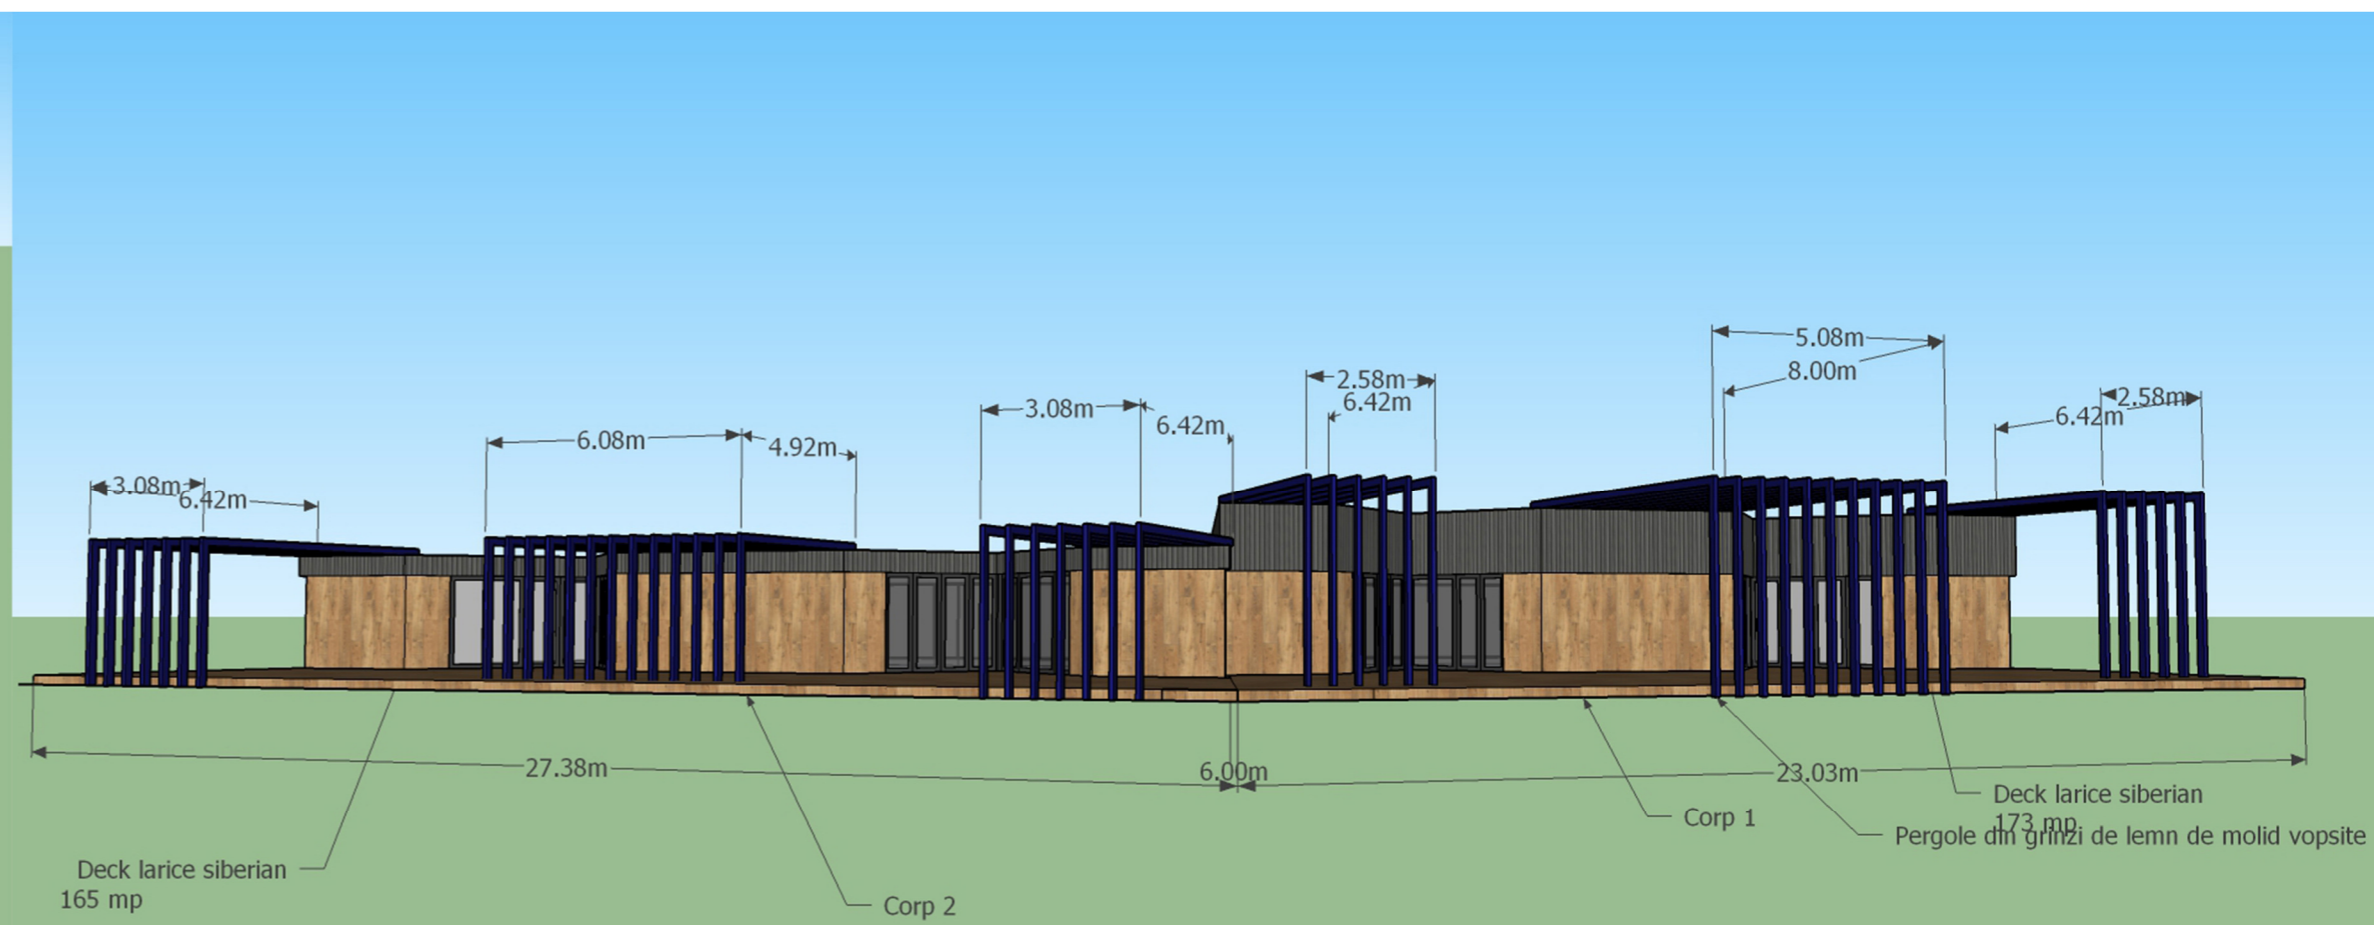 5.08m
8.00m
2.58m
6.42m
2.58m
6.42m
3.08m
6.42m
6.08m
4.92m
3.08m
6.42m
27.38m
6.00m
23.03m
Deck larice siberian
173 mp
Corp 1
Pergole din grinzi de lemn de molid vopsite
Deck larice siberian
165 mp
Corp 2